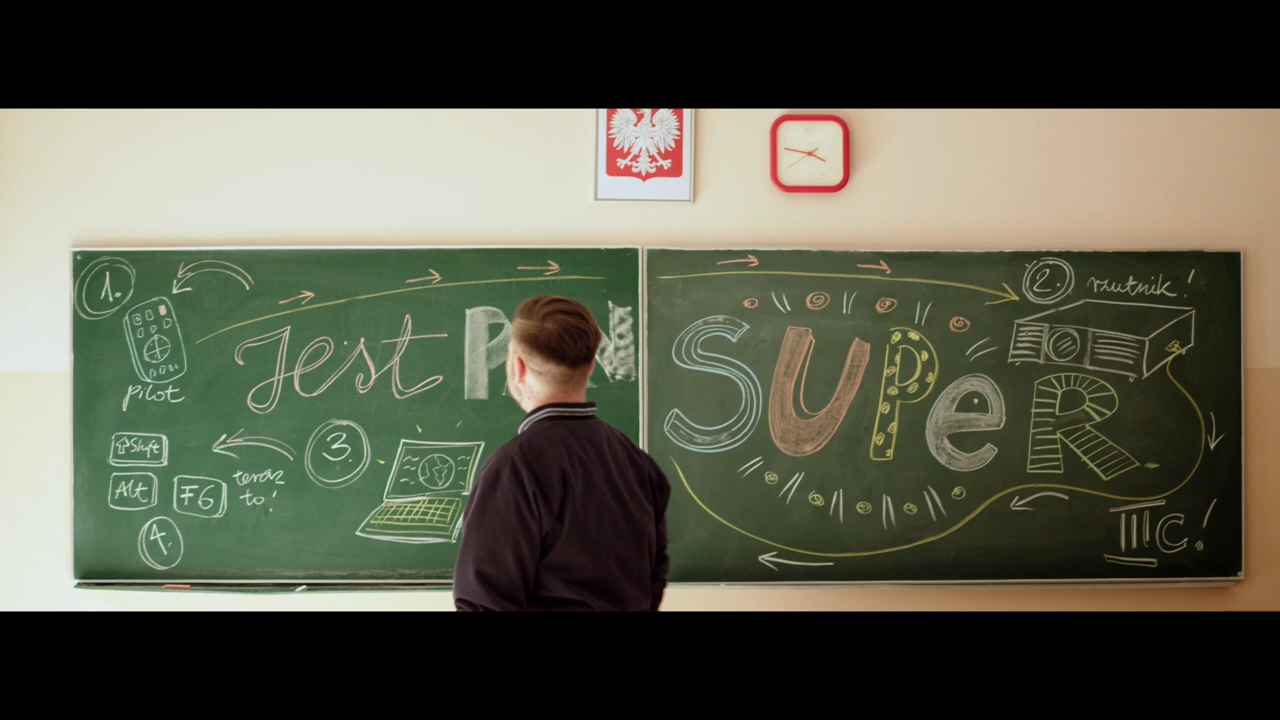 1.
pilot
Jest
SUPeR
2.
rzutnik!
3.
teraz
to!
⇧Shift
Alt
F6
4.
IIIC!